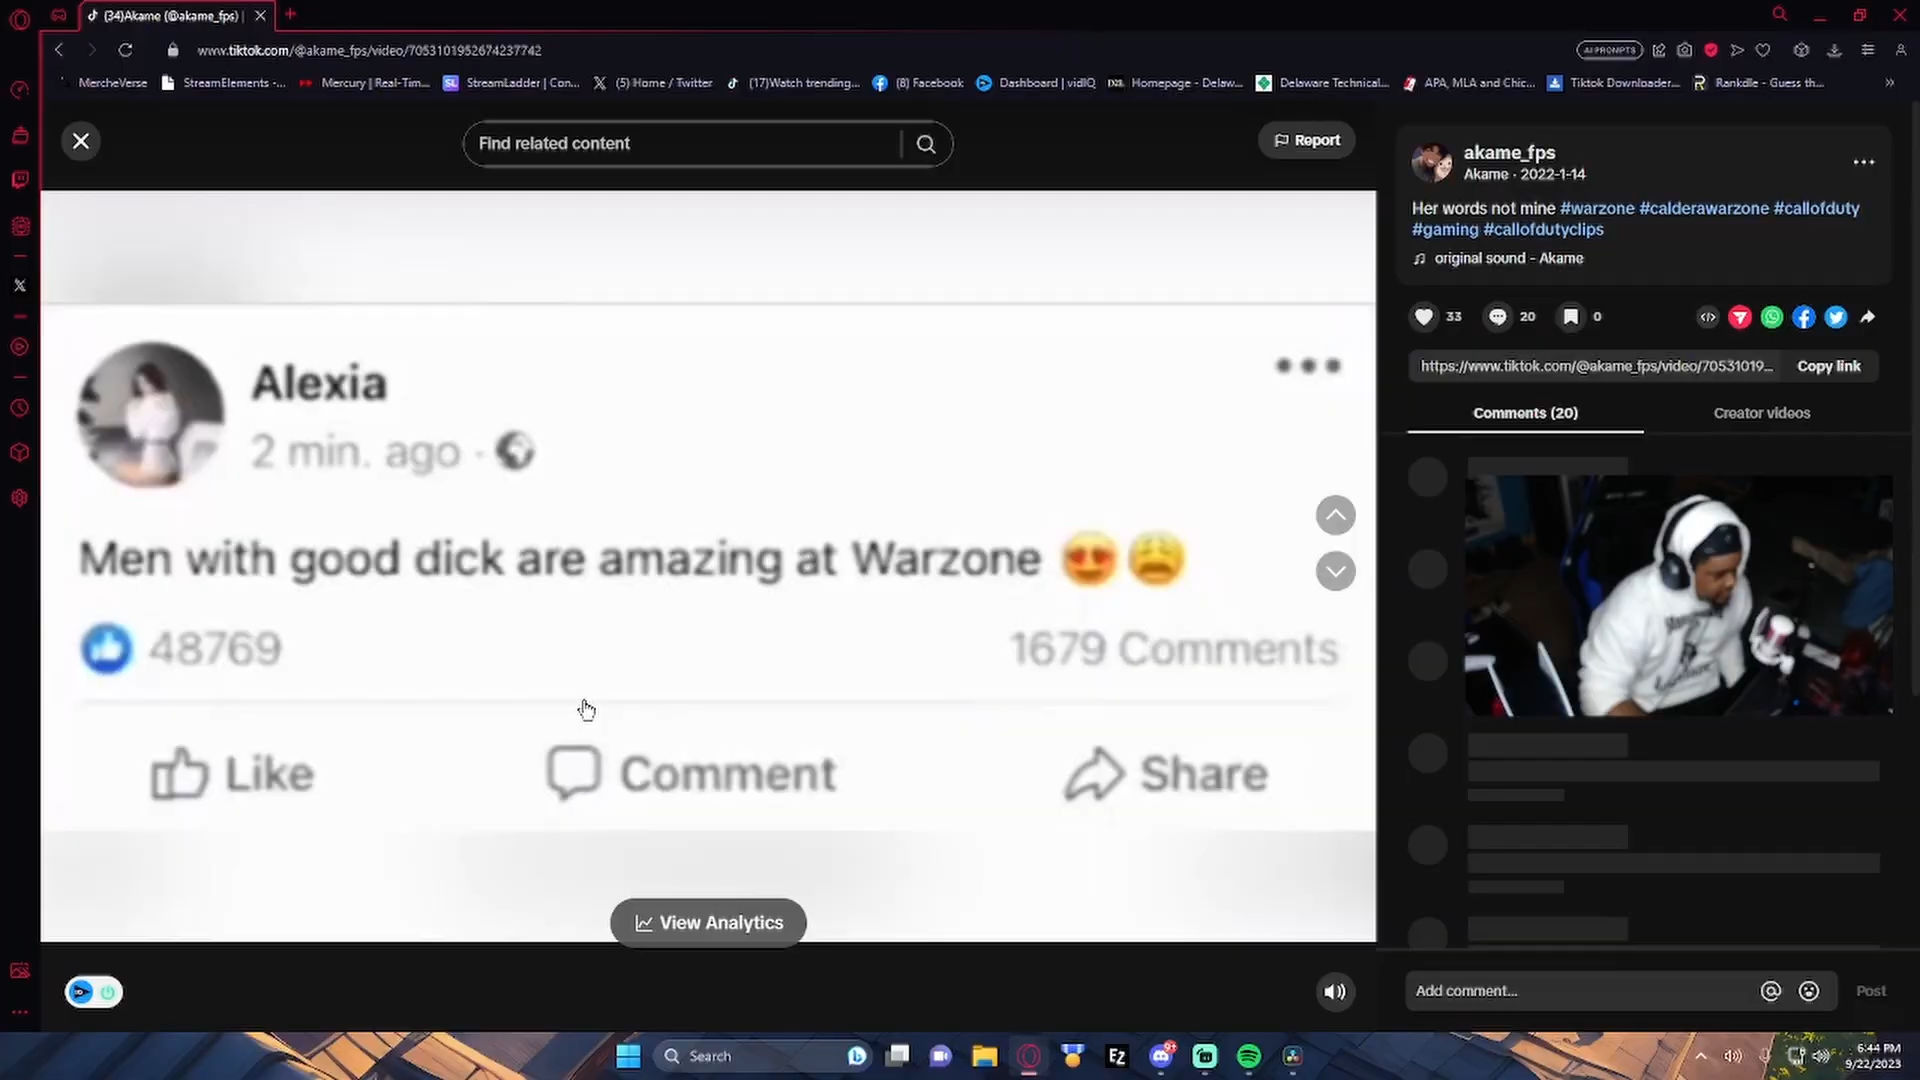 (34)Akame (@akame_fps) |
www.tiktok.com/@akame_fps/video/7053101952674237742
AI PROMPTS
MercheVerse
StreamElements -...
Mercury | Real-Tim...
SL
StreamLadder | Con...
(5) Home / Twitter
(17)Watch trending...
(8) Facebook
Dashboard | vidIQ
Homepage - Delaw...
Delaware Technical...
APA, MLA and Chic...
Tiktok Downloader...
Rankdle - Guess th...
Find related content
Report
akame_fps
Akame · 2022-1-14
Her words not mine #warzone #calderawarzone #callofduty
#gaming #callofdutyclips
original sound - Akame
33
20
0
https://www.tiktok.com/@akame_fps/video/70531019...
Copy link
Comments (20)
Creator videos
Alexia
2 min. ago ·
Men with good dick are amazing at Warzone 😍😩
48769
1679 Comments
Like
Comment
Share
View Analytics
Add comment...
Post
Search
EZ
9+
6:44 PM
9/22/2023